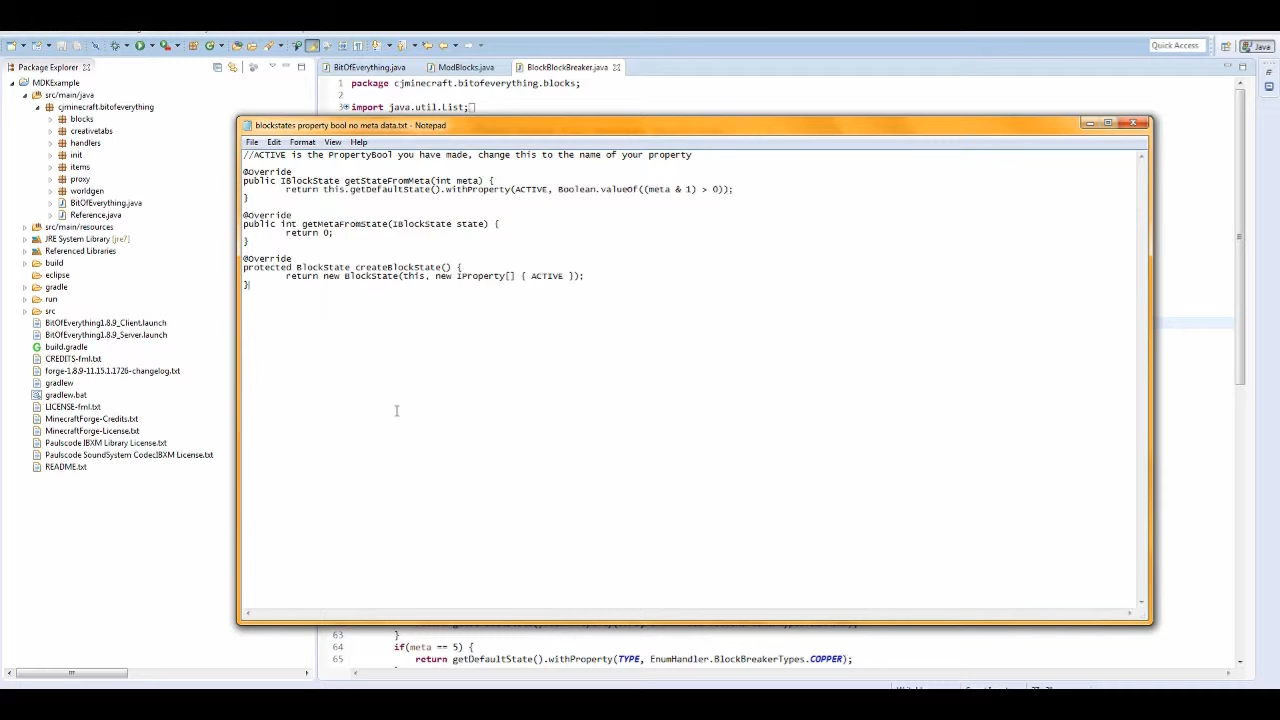 Quick Access
Java
Package Explorer
MDKExample
src/main/java
cjminecraft.bitofeverything
blocks
creativetabs
handlers
init
items
proxy
worldgen
BitOfEverything.java
Reference.java
src/main/resources
JRE System Library [jre7]
Referenced Libraries
build
eclipse
gradle
run
src
BitOfEverything1.8.9_Client.launch
BitOfEverything1.8.9_Server.launch
build.gradle
CREDITS-fml.txt
forge-1.8.9-11.15.1.1726-changelog.txt
gradlew
gradlew.bat
LICENSE-fml.txt
MinecraftForge-Credits.txt
MinecraftForge-License.txt
Paulscode IBXM Library License.txt
Paulscode SoundSystem CodecIBXM License.txt
README.txt
BitOfEverything.java
ModBlocks.java
BlockBlockBreaker.java
1 package cjminecraft.bitofeverything.blocks;
2
3 import java.util.List;
blockstates property bool no meta data.txt - Notepad
File Edit Format View Help
//ACTIVE is the PropertyBool you have made, change this to the name of your property
@Override
public IBlockState getStateFromMeta(int meta) {
return this.getDefaultState().withProperty(ACTIVE, Boolean.valueOf((meta & 1) > 0));
}
@Override
public int getMetaFromState(IBlockState state) {
return 0;
}
@Override
protected BlockState createBlockState() {
return new BlockState(this, new IProperty[] { ACTIVE });
}
63 }
64 if(meta == 5) {
65 return getDefaultState().withProperty(TYPE, EnumHandler.BlockBreakerTypes.COPPER);